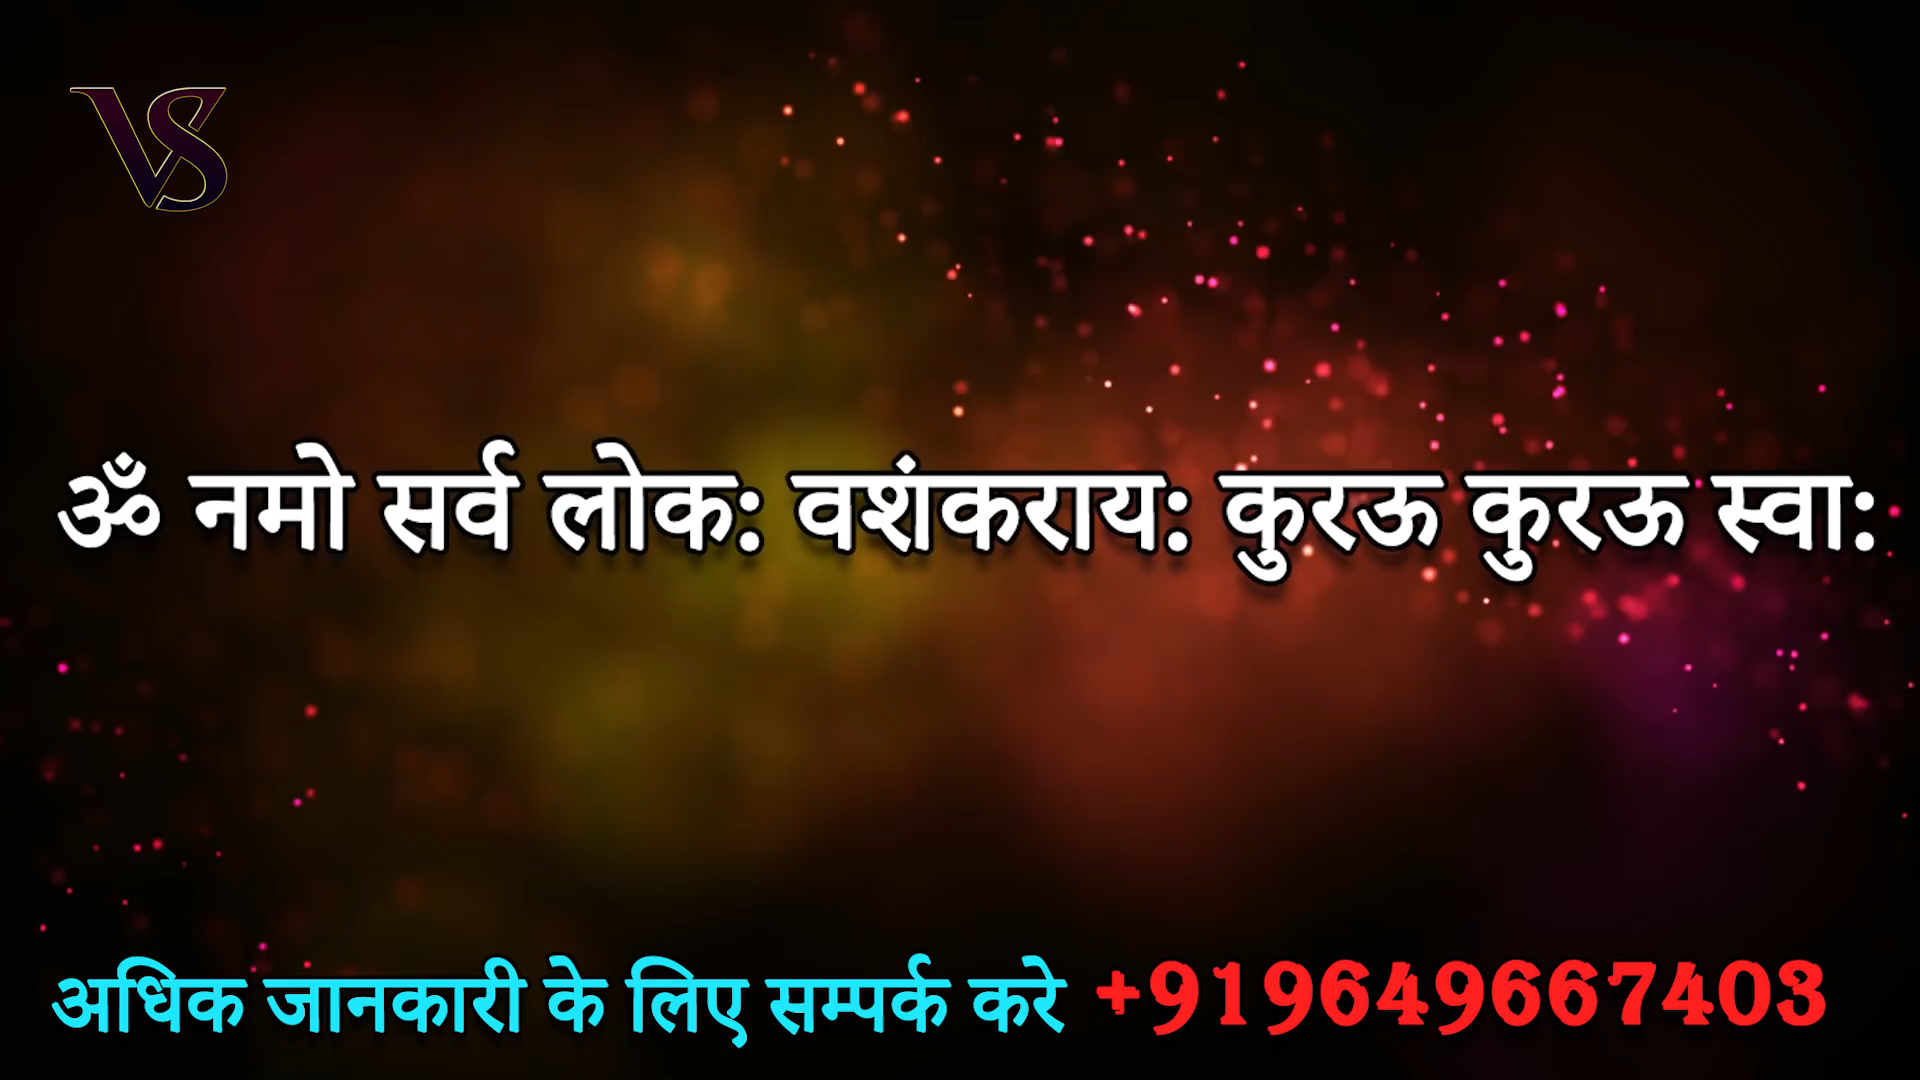 VS
ॐ नमो सर्व लोक: वशंकराय: कुरऊ कुरऊ स्वा:
अधिक जानकारी के लिए सम्पर्क करे +919649667403